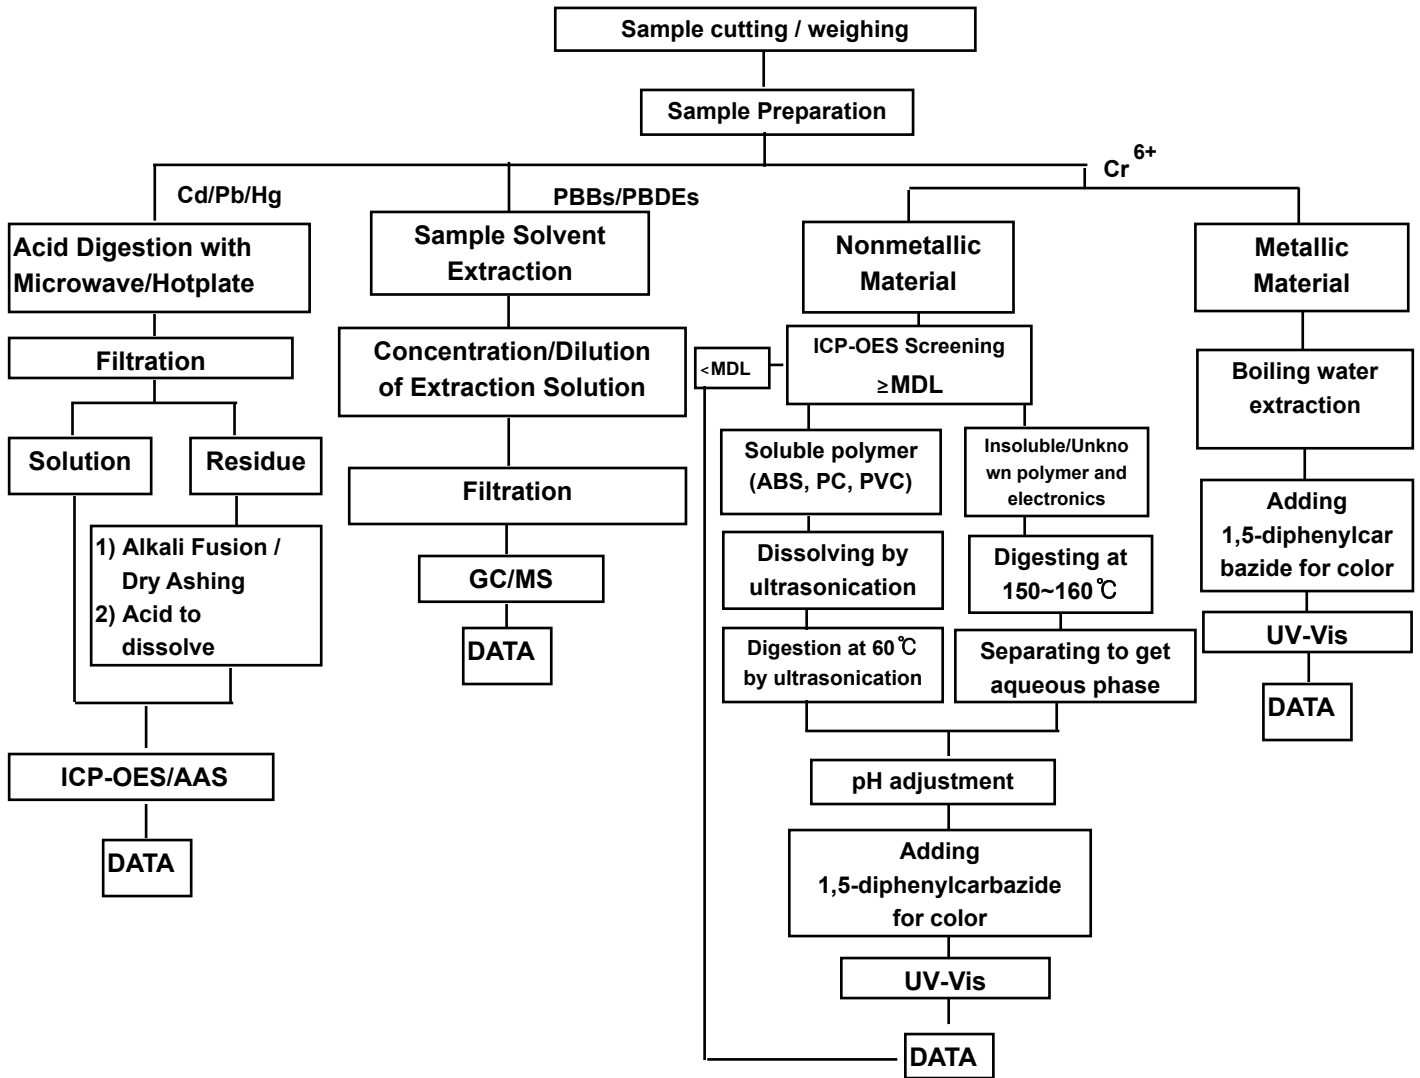 Sample cutting / weighing
Sample Preparation
Cr 6+
Cd/Pb/Hg
PBBs/PBDEs
Acid Digestion with
Microwave/Hotplate
Filtration
Solution
Residue
1) Alkali Fusion /
Dry Ashing
2) Acid to
dissolve
ICP-OES/AAS
DATA
Sample Solvent
Extraction
Concentration/Dilution
of Extraction Solution
Filtration
GC/MS
DATA
Nonmetallic
Material
ICP-OES Screening
≥MDL
<MDL
Soluble polymer
(ABS, PC, PVC)
Dissolving by
ultrasonication
Digestion at 60℃
by ultrasonication
Insoluble/Unkno
wn polymer and
electronics
Digesting at
150~160℃
Separating to get
aqueous phase
pH adjustment
Adding
1,5-diphenylcarbazide
for color
UV-Vis
DATA
Metallic
Material
Boiling water
extraction
Adding
1,5-diphenylcar
bazide for color
UV-Vis
DATA